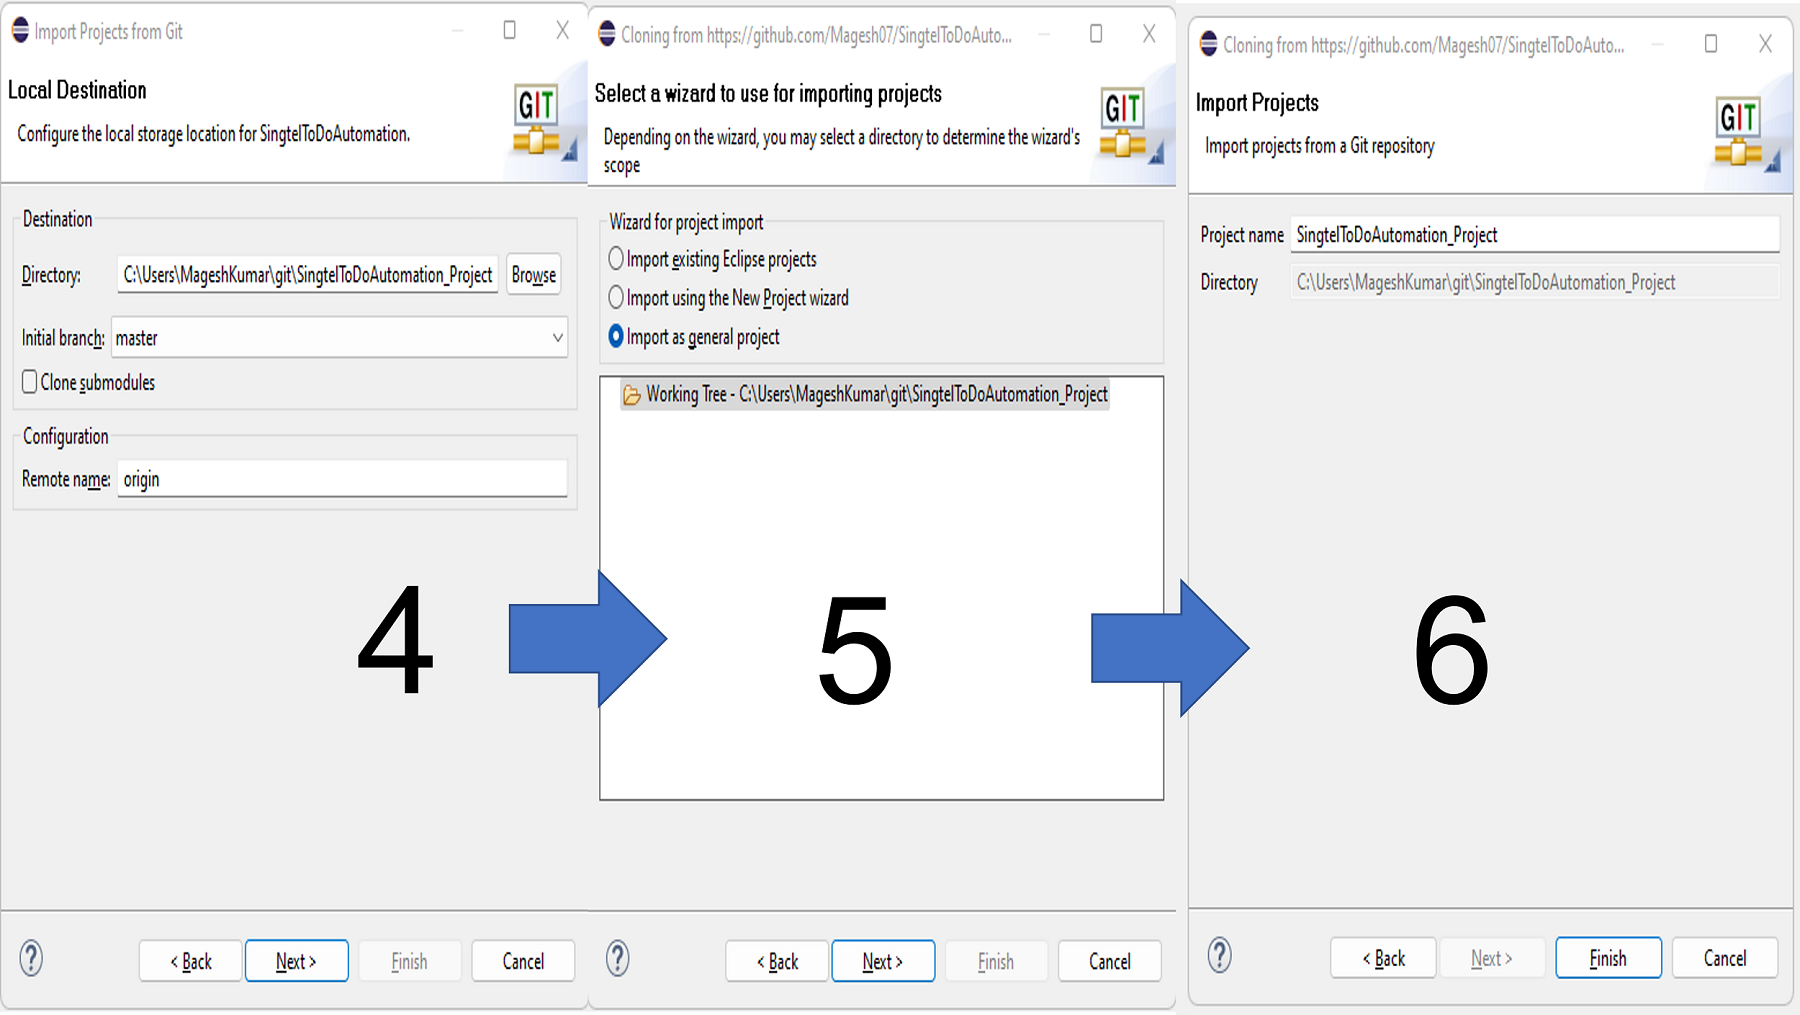 Import Projects from Git
Local Destination
Configure the local storage location for SingtelToDoAutomation.
GIT
Destination
Directory: C:\Users\MageshKumar\git\SingtelToDoAutomation_Project Browse
Initial branch: master
Clone submodules
Configuration
Remote name: origin
4
< Back Next > Finish Cancel
Cloning from https://github.com/Magesh07/SingtelToDoAuto...
Select a wizard to use for importing projects
Depending on the wizard, you may select a directory to determine the wizard's
scope
GIT
Wizard for project import
Import existing Eclipse projects
Import using the New Project wizard
Import as general project
Working Tree - C:\Users\MageshKumar\git\SingtelToDoAutomation_Project
5
< Back Next > Finish Cancel
Cloning from https://github.com/Magesh07/SingtelToDoAuto...
Import Projects
Import projects from a Git repository
GIT
Project name SingtelToDoAutomation_Project
Directory C:\Users\MageshKumar\git\SingtelToDoAutomation_Project
6
< Back Next > Finish Cancel